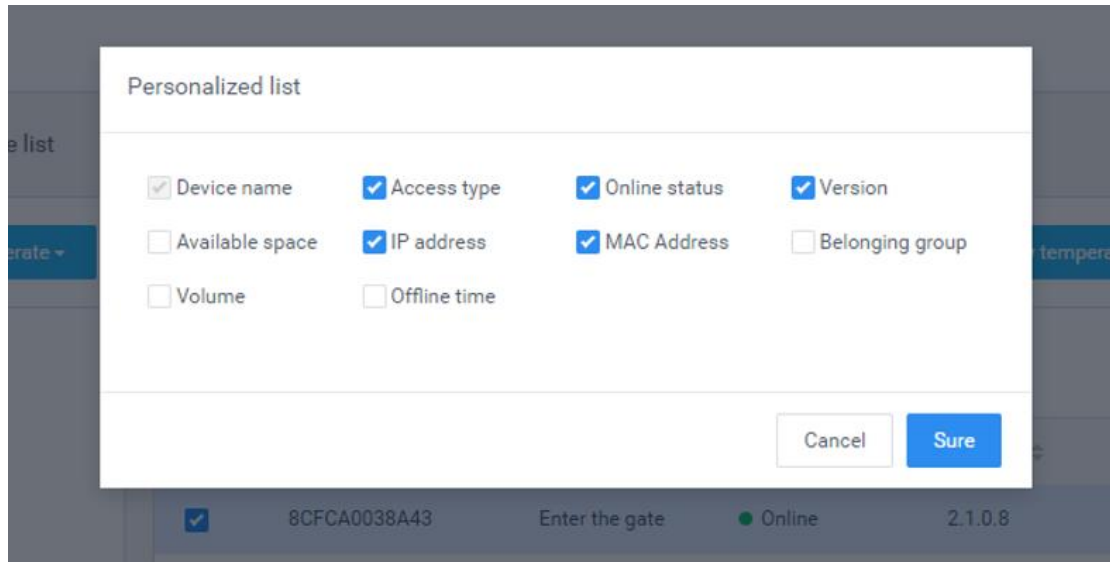 Personalized list
e list
Device name Access type Online status Version
erate
Available space IP address MAC Address Belonging group
tempera
Volume Offline time
Cancel Sure
8CFCA0038A43 Enter the gate Online 2.1.0.8